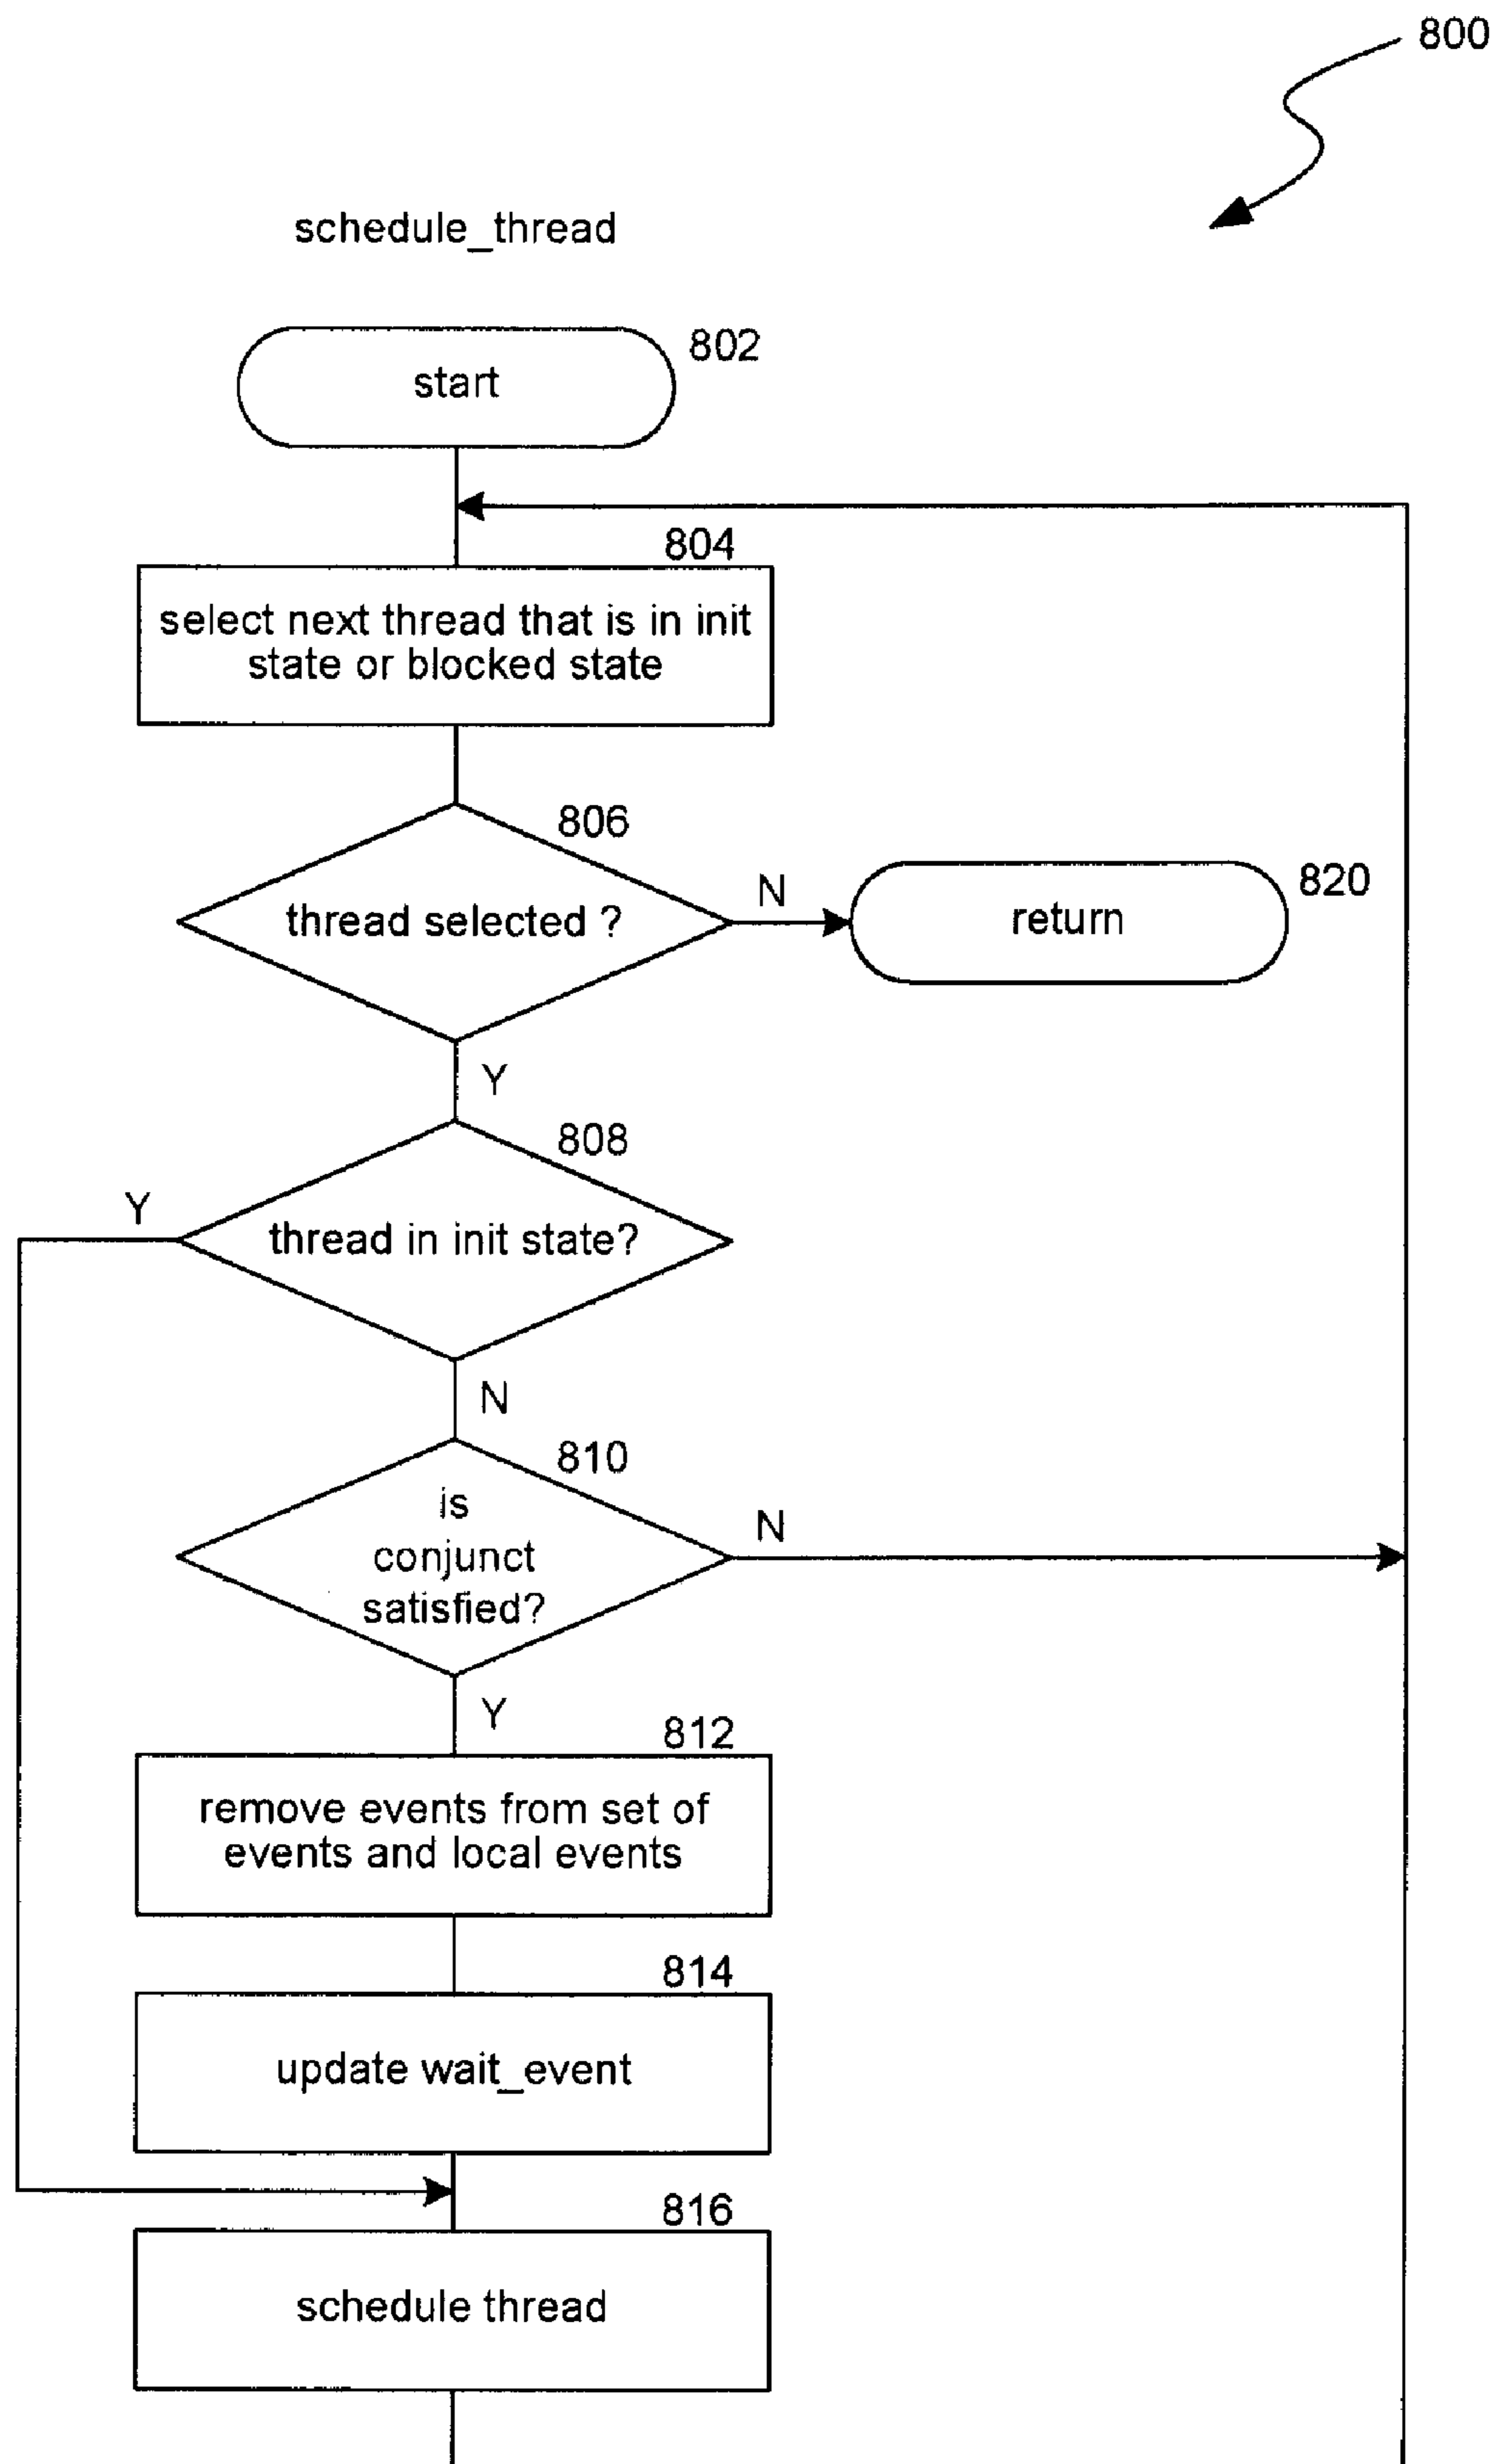 800
schedule_thread
802
start
804
select next thread that is in init
state or blocked state
806
thread selected ?
N
820
return
Y
808
Y
thread in init state?
N
810
is
conjunct
satisfied?
N
Y
812
remove events from set of
events and local events
814
update wait_event
816
schedule thread